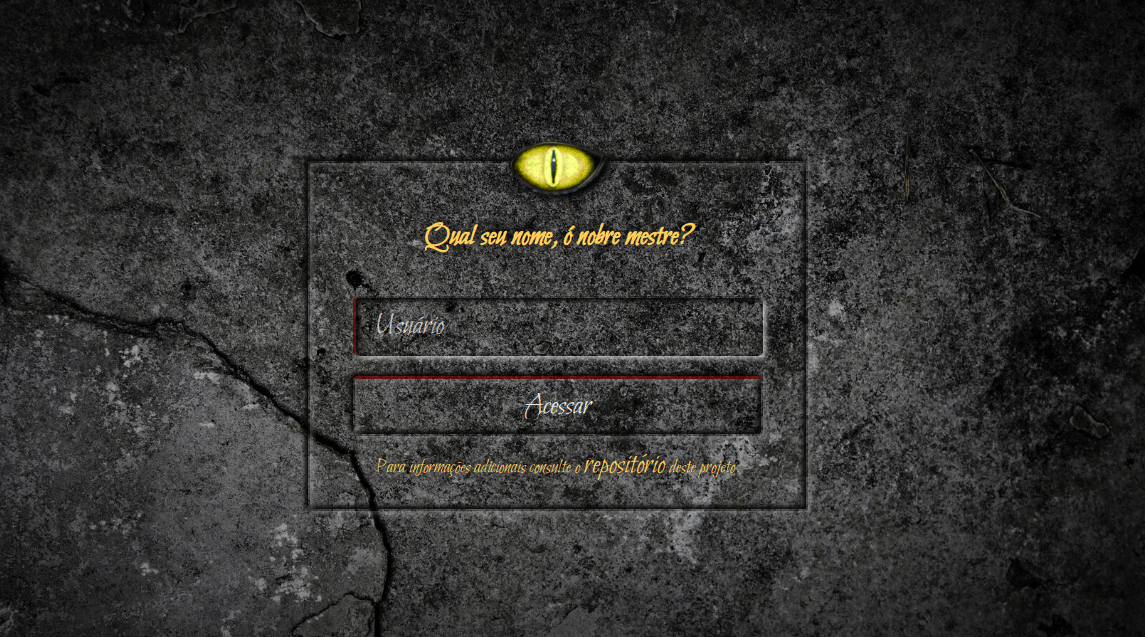 Qual seu nome, ó nobre mestre?
Usuário
Acessar
Para informações adicionais consulte o repositório deste projeto